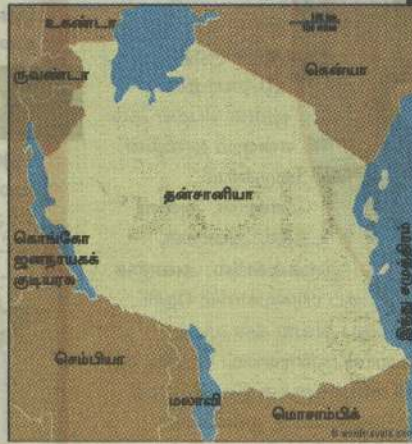 உகண்டா
ருவண்டா
கென்யா
தன்சானியா
கொங்கோ
ஜனநாயகக்
குடியரசு
இந்து சமுத்திரம்
செம்பியா
மலாவி
மொசாம்பிக்